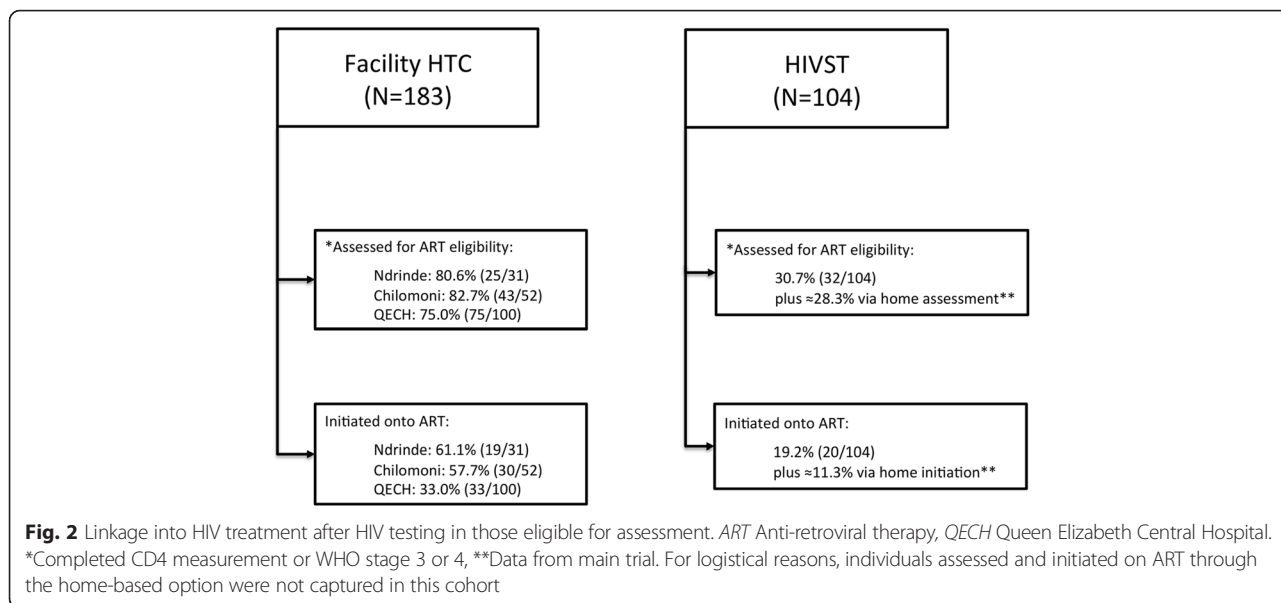 Facility HTC
(N=183)
*Assessed for ART eligibility:
Ndrinde: 80.6% (25/31)
Chilomoni: 82.7% (43/52)
QECH: 75.0% (75/100)
Initiated onto ART:
Ndrinde: 61.1% (19/31)
Chilomoni: 57.7% (30/52)
QECH: 33.0% (33/100)
HIVST
(N=104)
*Assessed for ART eligibility:
30.7% (32/104)
plus ≈28.3% via home assessment**
Initiated onto ART:
19.2% (20/104)
plus ≈11.3% via home initiation**
Fig. 2 Linkage into HIV treatment after HIV testing in those eligible for assessment. ART Anti-retroviral therapy, QECH Queen Elizabeth Central Hospital.
*Completed CD4 measurement or WHO stage 3 or 4, **Data from main trial. For logistical reasons, individuals assessed and initiated on ART through
the home-based option were not captured in this cohort